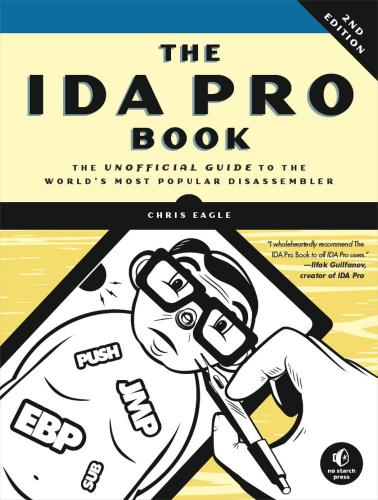 2ND
EDITION
THE
IDA PRO
BOOK
THE UNOFFICIAL GUIDE TO THE
WORLD'S MOST POPULAR DISASSEMBLER
CHRIS EAGLE
"I wholeheartedly recommend The
IDA Pro Book to all IDA Pro users."
—Ilfak Guilfanov,
creator of IDA Pro
PUSH
JMP
EBP
SUB
no starch
press